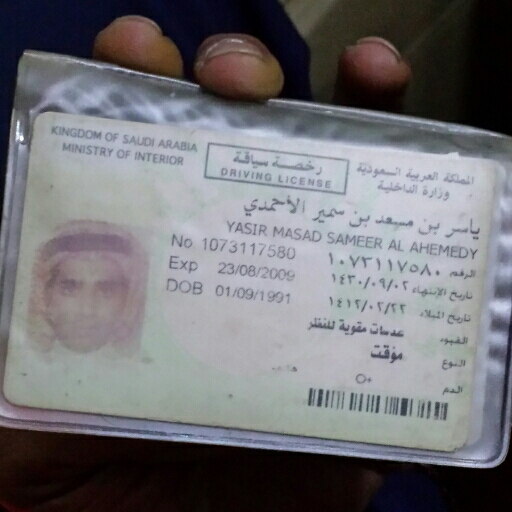 KINGDOM OF SAUDI ARABIA
MINISTRY OF INTERIOR
رخصة سياقة
DRIVING LICENSE
المملكة العربية السعودية
وزارة الداخلية
ياسر بن مسعد بن سمير الأحمدي
YASIR MASAD SAMEER AL AHEMEDY
No 1073117580 الرقم ١٠٧٣١١٧٥٨٠
Exp 23/08/2009 تاريخ الانتهاء ١٤٣٠/٠٩/٠٢
DOB 01/09/1991 تاريخ الميلاد ١٤١٢/٠٢/٢٢
القيود عدسات مقوية للنظر
النوع مؤقت
الدم O+